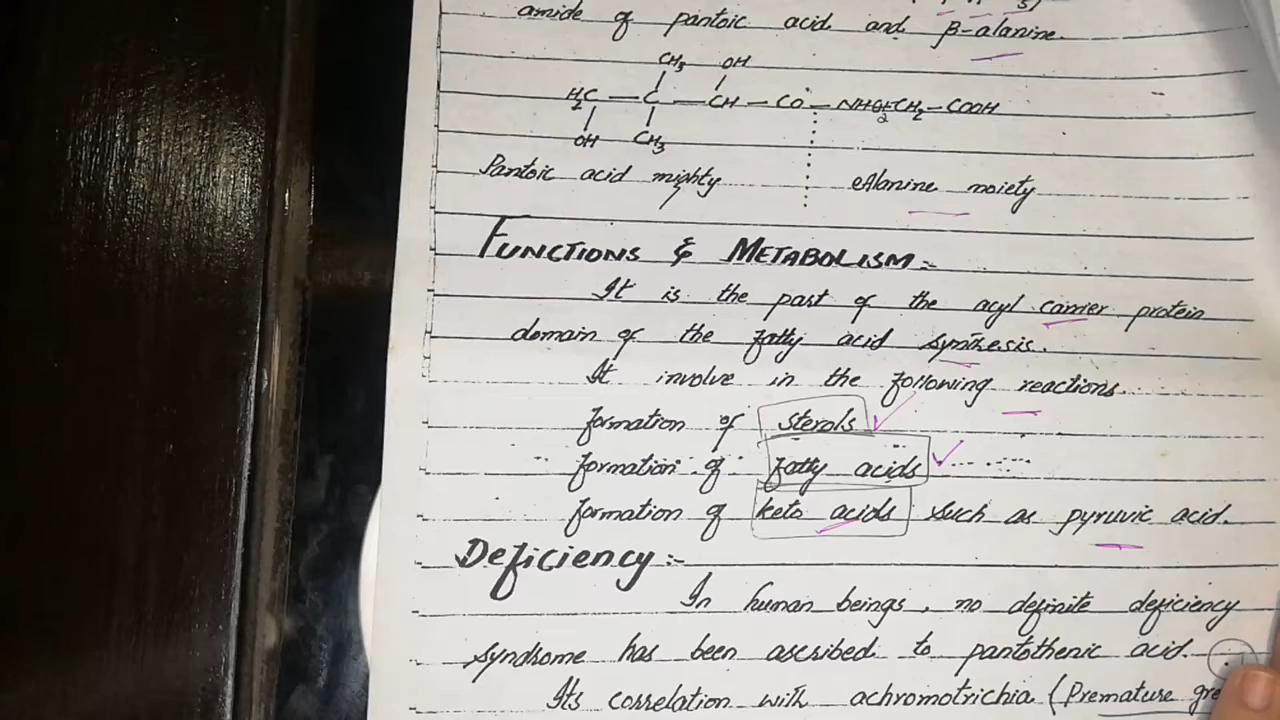 amide of pantoic acid and β-alanine.
CH3 OH
H2C — C — CH — CO — NHCH2CH2 — COOH
OH CH3
Pantoic acid mighty Alanine moiety
FUNCTIONS & METABOLISM:-
It is the part of the acyl carrier protein
domain of the fatty acid synthesis.
It involve in the following reactions.
formation of sterols
formation of fatty acids
formation of keto acids such as pyruvic acid.
Deficiency:-
In human beings, no definite deficiency
syndrome has been ascribed to pantothenic acid.
Its correlation with achromotrichia (Premature gre